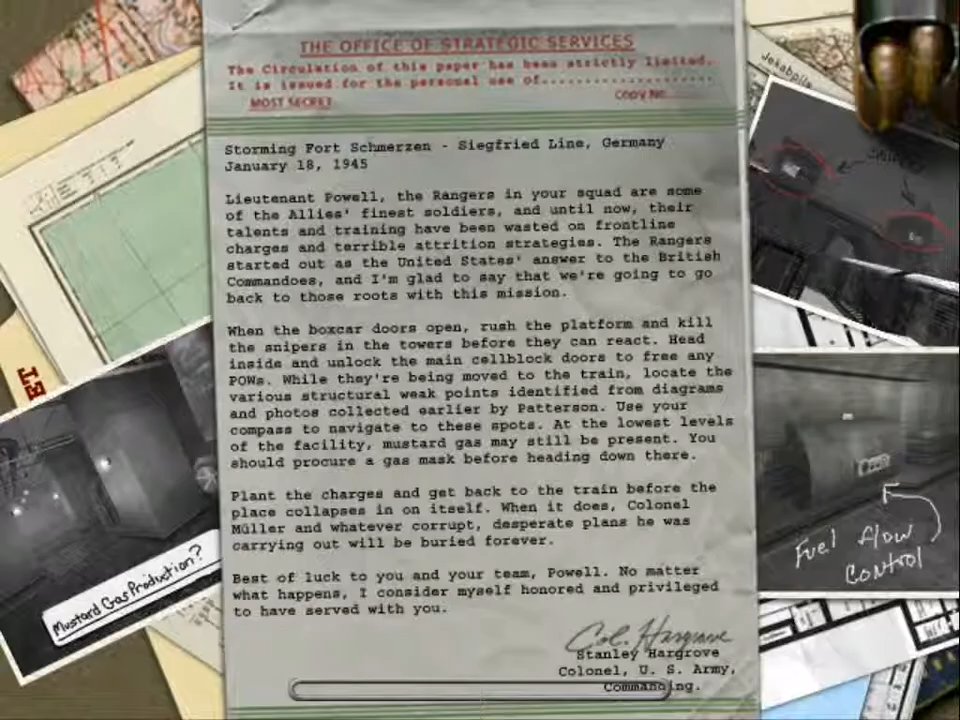 THE OFFICE OF STRATEGIC SERVICES
The Circulation of this paper has been strictly limited.
It is issued for the personal use of......................
MOST SECRET
COPY No.
Storming Fort Schmerzen - Siegfried Line, Germany
January 18, 1945
Lieutenant Powell, the Rangers in your squad are some
of the Allies' finest soldiers, and until now, their
talents and training have been wasted on frontline
charges and terrible attrition strategies. The Rangers
started out as the United States' answer to the British
Commandoes, and I'm glad to say that we're going to go
back to those roots with this mission.
When the boxcar doors open, rush the platform and kill
the snipers in the towers before they can react. Head
inside and unlock the main cellblock doors to free any
POWs. While they're being moved to the train, locate the
various structural weak points identified from diagrams
and photos collected earlier by Patterson. Use your
compass to navigate to these spots. At the lowest levels
of the facility, mustard gas may still be present. You
should procure a gas mask before heading down there.
Plant the charges and get back to the train before the
place collapses in on itself. When it does, Colonel
Müller and whatever corrupt, desperate plans he was
carrying out will be buried forever.
Best of luck to you and your team, Powell. No matter
what happens, I consider myself honored and privileged
to have served with you.
Col. Hargrove
Stanley Hargrove
Colonel, U. S. Army,
Commanding.
Mustard Gas Production?
Fuel flow
control